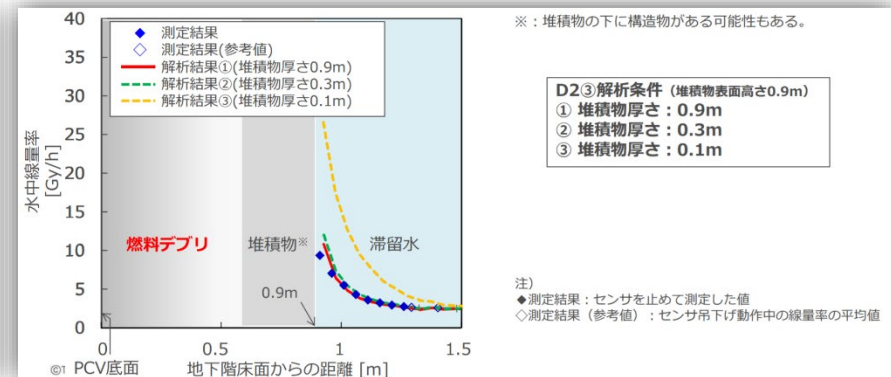 40
35
30
25
20
15
10
5
0
水中線量率
[Gy/h]
測定結果
測定結果(参考値)
解析結果①(堆積物厚さ0.9m)
解析結果②(堆積物厚さ0.3m)
解析結果③(堆積物厚さ0.1m)
燃料デブリ
堆積物※
滞留水
0.9m
0
0.5
1
1.5
PCV底面
地下階床面からの距離 [m]
※：堆積物の下に構造物がある可能性もある。
D2③解析条件（堆積物表面高さ0.9m）
① 堆積物厚さ：0.9m
② 堆積物厚さ：0.3m
③ 堆積物厚さ：0.1m
注）
◆測定結果：センサを止めて測定した値
◇測定結果（参考値）：センサ吊下げ動作中の線量率の平均値